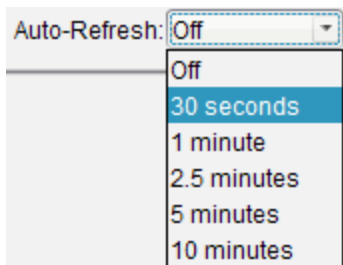 Auto-Refresh: Off
Off
30 seconds
1 minute
2.5 minutes
5 minutes
10 minutes